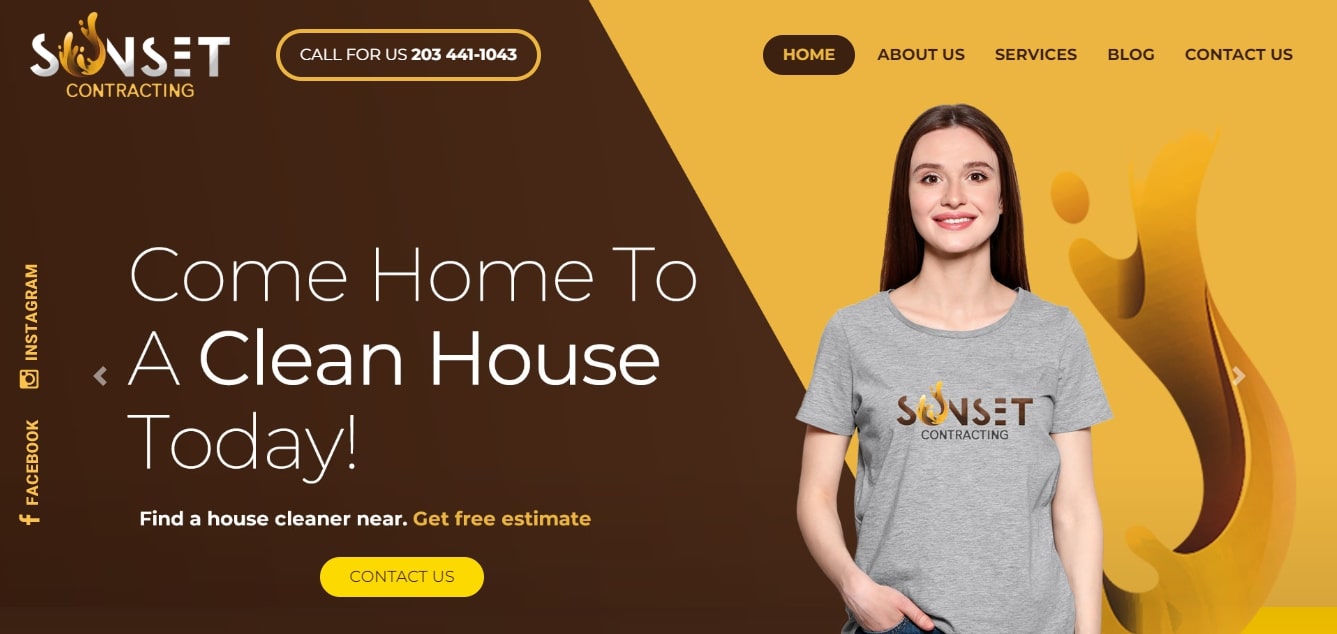 SUNSET
CONTRACTING
CALL FOR US 203 441-1043
HOME
ABOUT US
SERVICES
BLOG
CONTACT US
INSTAGRAM
FACEBOOK
Come Home To
A Clean House
Today!
Find a house cleaner near. Get free estimate
CONTACT US
SUNSET
CONTRACTING